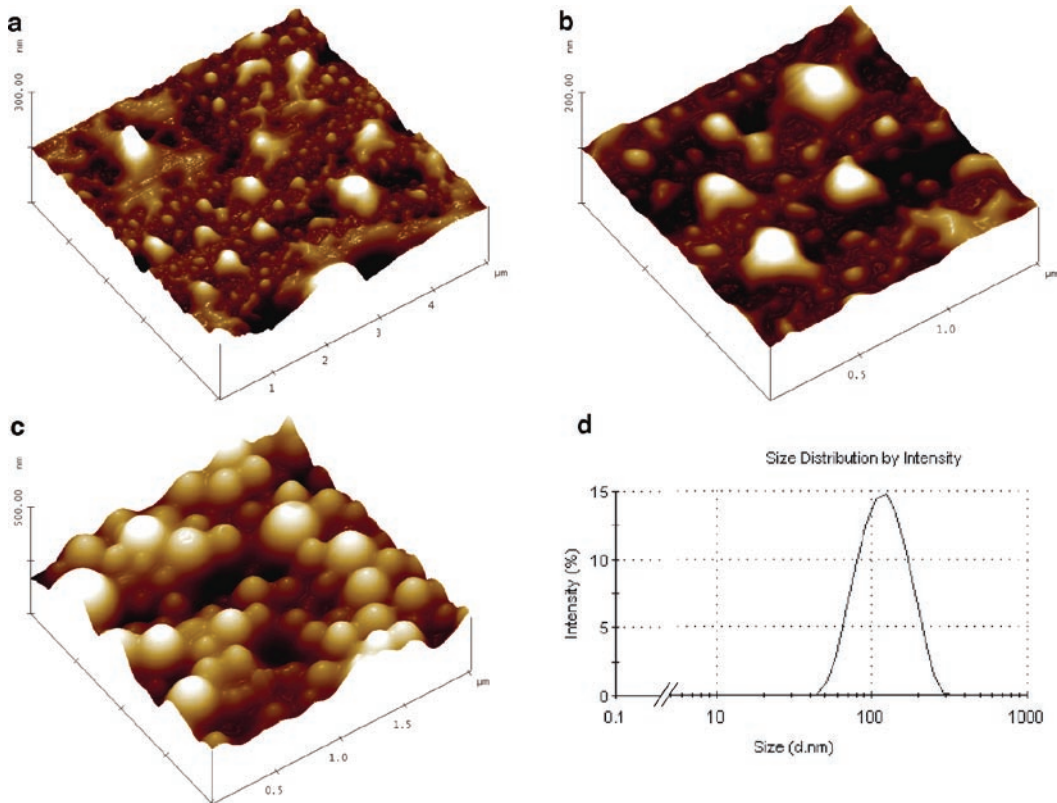 a
nm
300.00
1
2
3
4
µm
b
nm
200.00
0.5
1.0
µm
c
nm
500.00
0.5
1.0
1.5
µm
d
Size Distribution by Intensity
Intensity (%)
15
10
5
0
0.1
10
100
1000
Size (d.nm)